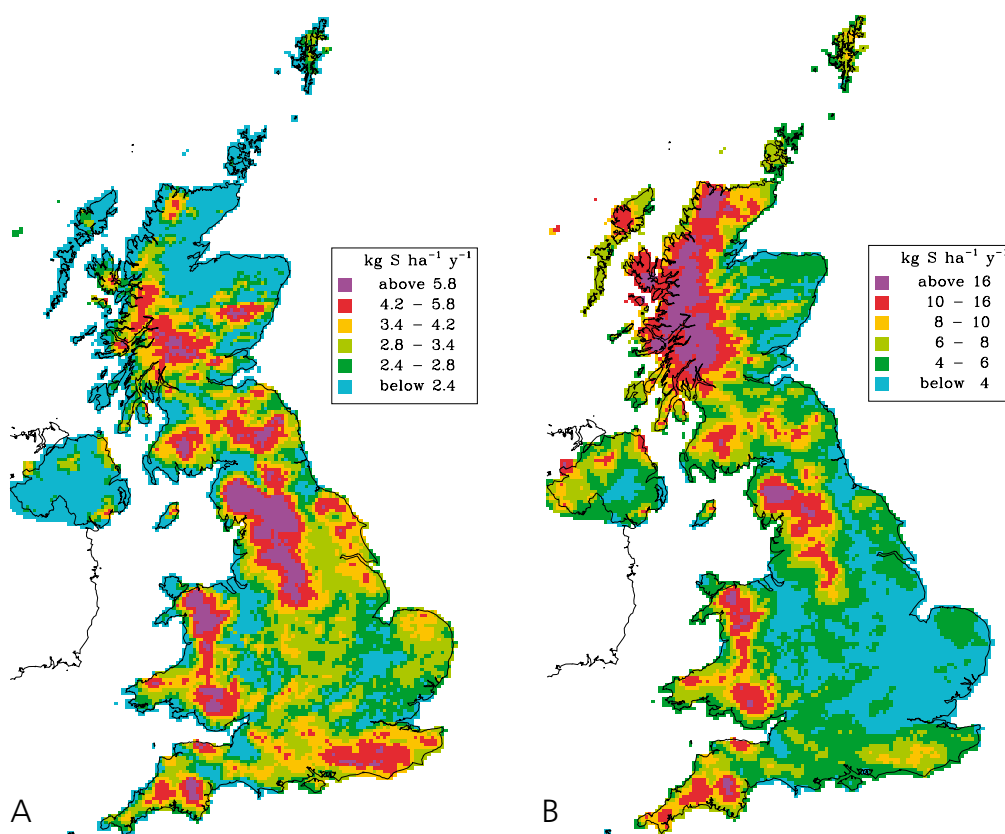 kg S ha⁻¹ y⁻¹
above 5.8
4.2 – 5.8
3.4 – 4.2
2.8 – 3.4
2.4 – 2.8
below 2.4
A
kg S ha⁻¹ y⁻¹
above 16
10 – 16
8 – 10
6 – 8
4 – 6
below 4
B